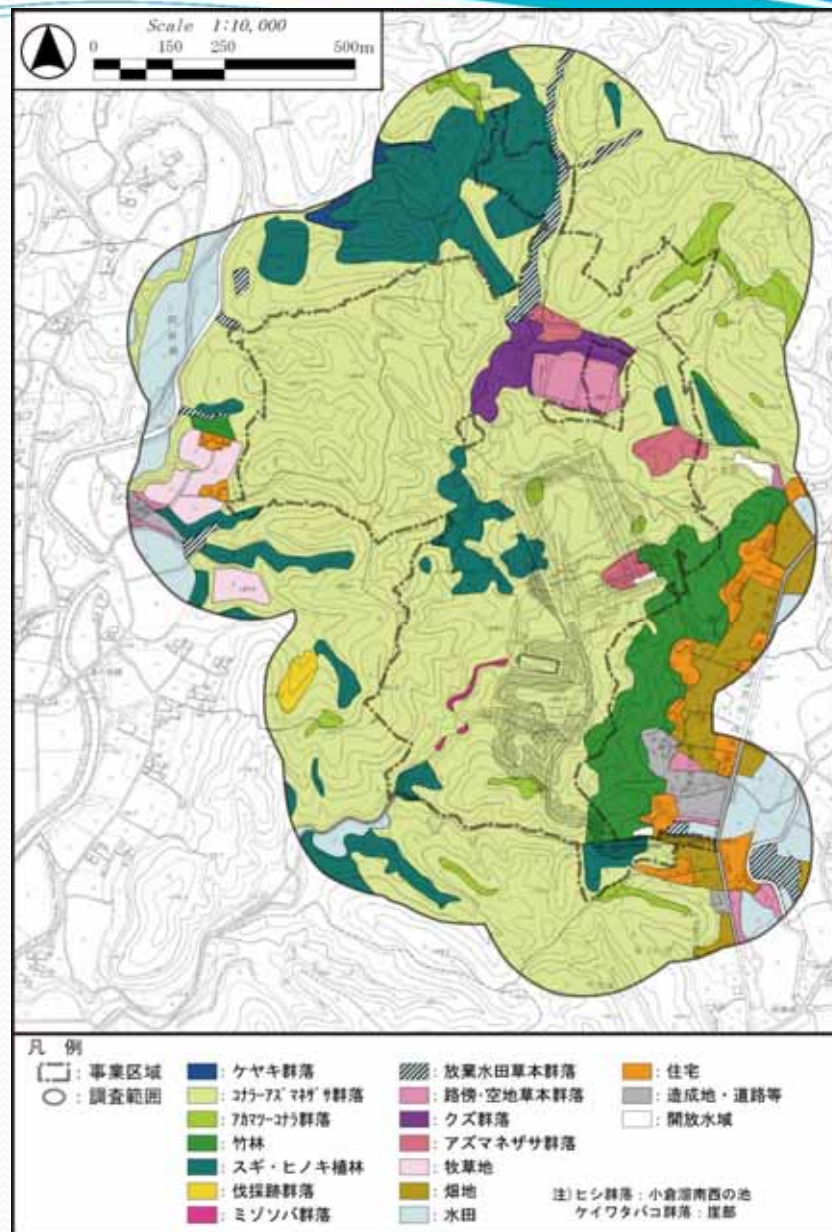 Scale 1:10,000
0 150 250 500m
凡 例
: 事業区域
: 調査範囲
: ケヤキ群落
: コナラーアズマネザサ群落
: アカマツーコナラ群落
: 竹林
: スギ・ヒノキ植林
: 伐採跡群落
: ミゾソバ群落
: 放棄水田草本群落
: 路傍・空地草本群落
: クズ群落
: アズマネザサ群落
: 牧草地
: 畑地
: 水田
: 住宅
: 造成地・道路等
: 開放水域
注)ヒシ群落:小倉溜南西の池
ケイワタバコ群落:崖部